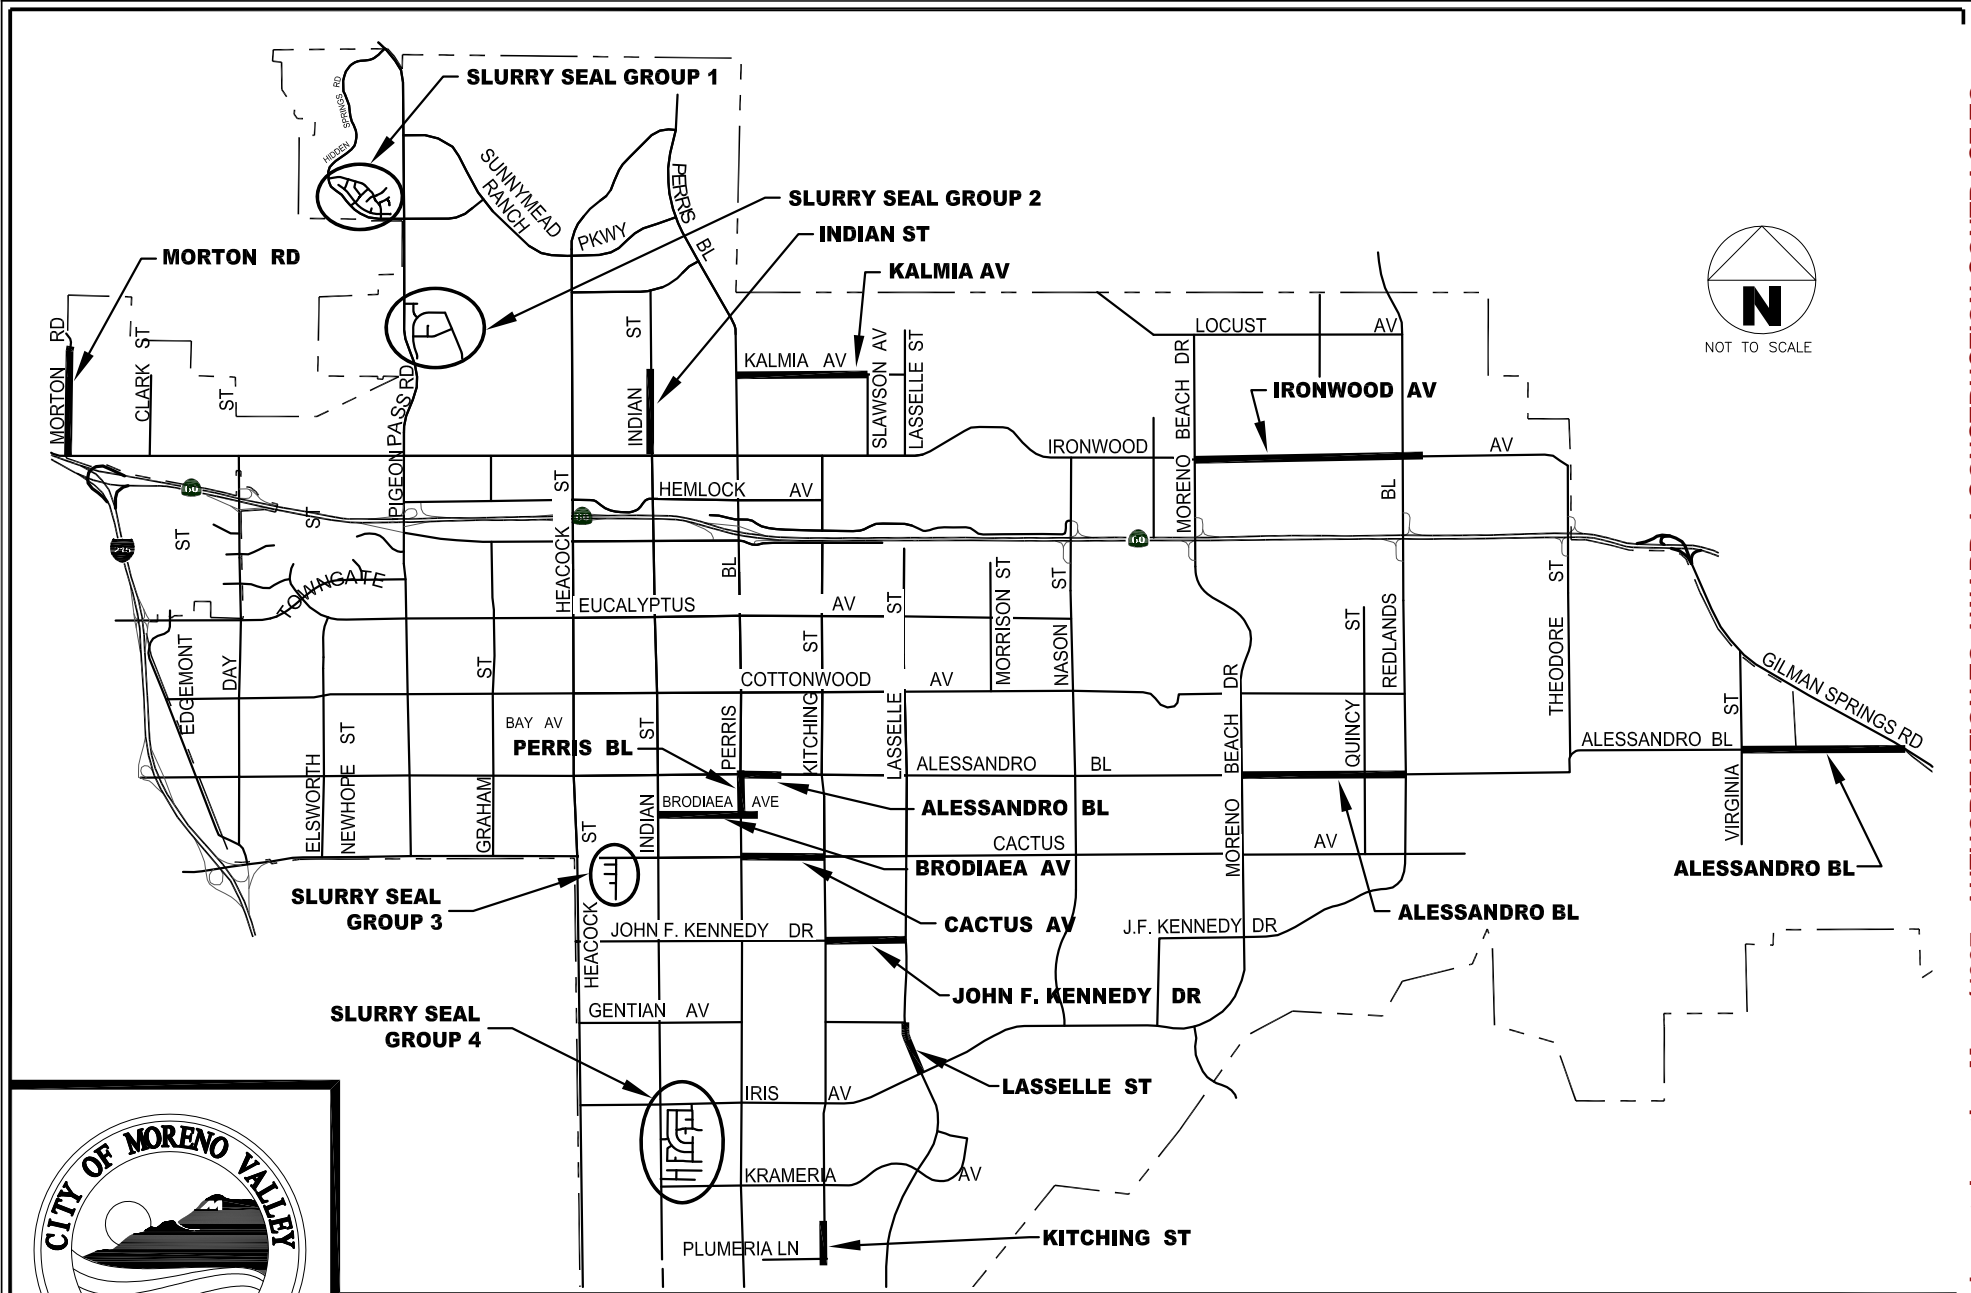 SLURRY SEAL GROUP 1
HIDDEN SPRINGS RD
SUNNYMEAD RANCH
PKWY
PERRIS BL
SLURRY SEAL GROUP 2
INDIAN ST
KALMIA AV
MORTON RD
N
NOT TO SCALE
MORTON RD
CLARK ST
ST
PIGEON PASS RD
INDIAN ST
KALMIA AV
SLAWSON AV
LASSELLE ST
LOCUST AV
MORENO BEACH DR
IRONWOOD AV
IRONWOOD AV
HEMLOCK AV
60
60
215
ST
ST
HEACOCK ST
BL
BL
TOWNGATE
EUCALYPTUS AV
EDGEMONT
DAY
ST
KITCHING ST
LASSELLE ST
MORRISON ST
NASON ST
MORENO BEACH DR
QUINCY ST
REDLANDS
THEODORE ST
COTTONWOOD AV
GILMAN SPRINGS RD
VIRGINIA ST
BAY AV
PERRIS BL
PERRIS
ELSWORTH
NEWHOPE ST
GRAHAM
INDIAN ST
ALESSANDRO BL
ALESSANDRO BL
BRODIAEA AVE
ALESSANDRO BL
CACTUS AV
BRODIAEA AV
ALESSANDRO BL
SLURRY SEAL
GROUP 3
HEACOCK ST
CACTUS AV
ALESSANDRO BL
JOHN F. KENNEDY DR
J.F. KENNEDY DR
JOHN F. KENNEDY DR
GENTIAN AV
SLURRY SEAL
GROUP 4
LASSELLE ST
IRIS AV
KRAMERIA AV
PLUMERIA LN
KITCHING ST
CITY OF MORENO VALLEY
M